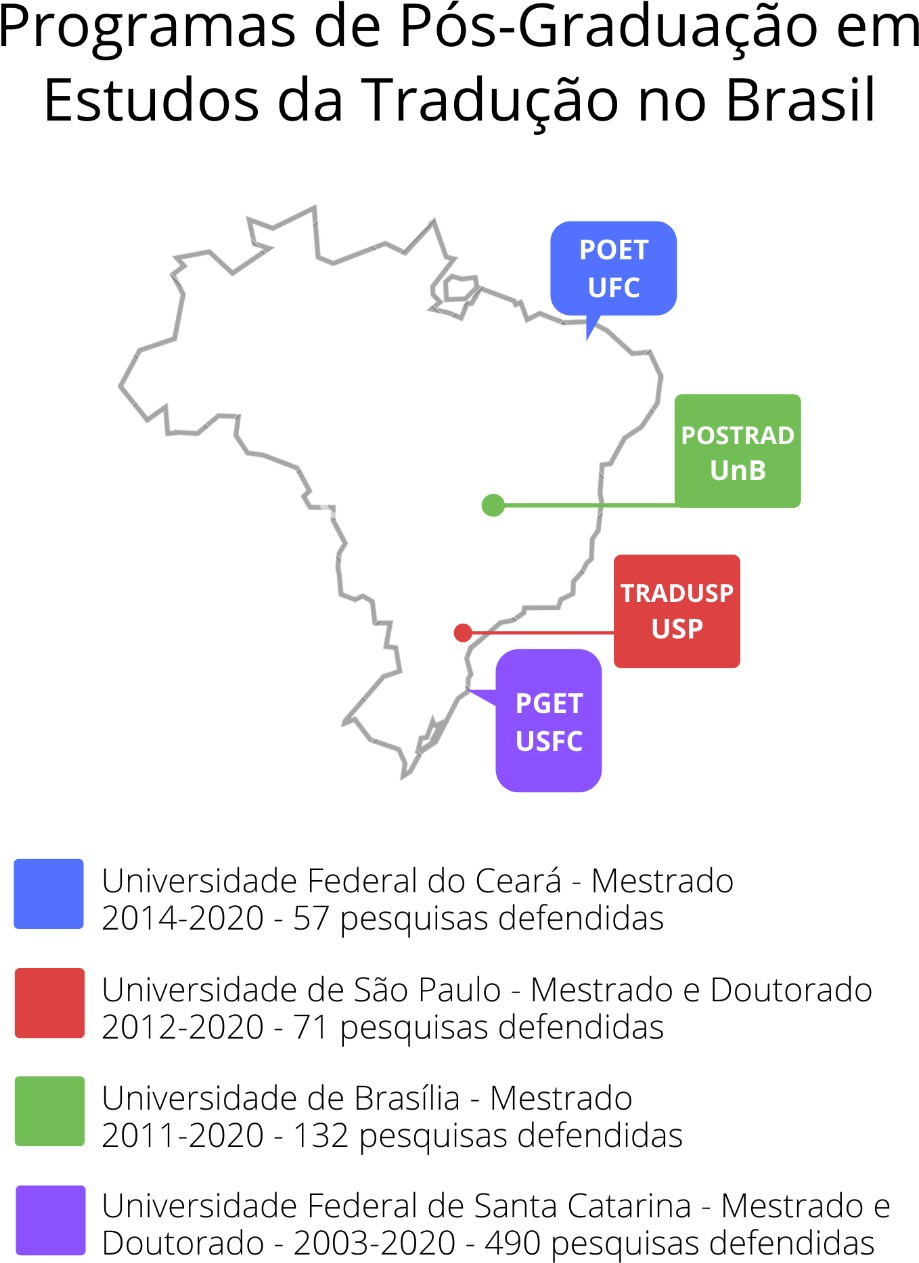 Programas de Pós-Graduação em
Estudos da Tradução no Brasil
POET
UFC
POSTRAD
UnB
TRADUSP
USP
PGET
USFC
Universidade Federal do Ceará - Mestrado
2014-2020 - 57 pesquisas defendidas
Universidade de São Paulo - Mestrado e Doutorado
2012-2020 - 71 pesquisas defendidas
Universidade de Brasília - Mestrado
2011-2020 - 132 pesquisas defendidas
Universidade Federal de Santa Catarina - Mestrado e
Doutorado - 2003-2020 - 490 pesquisas defendidas